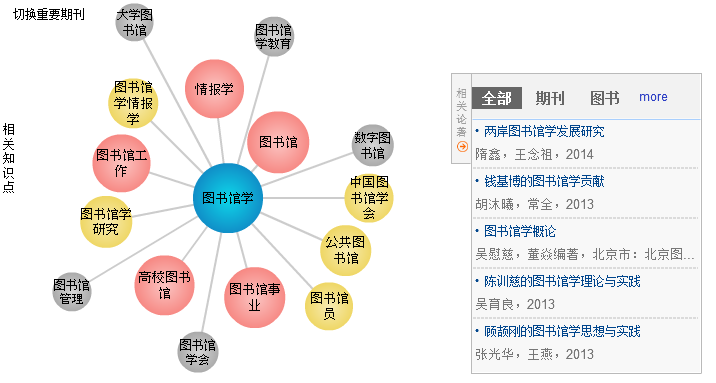 切换重要期刊
大学图
书馆
图书馆
学教育
图书馆
学情报
学
情报学
图书馆
数字图
书馆
图书馆工
作
中国图
书馆学
会
图书馆学
图书馆学
研究
公共图
书馆
图书馆
管理
高校图书
馆
图书馆事
业
图书馆
员
图书馆
学会
相
关
知
识
点
相
关
论
著
全部 期刊 图书 more
• 两岸图书馆学发展研究
隋鑫，王念祖，2014
• 钱基博的图书馆学贡献
胡沐曦，常全，2013
• 图书馆学概论
吴慰慈，董焱编著，北京市：北京图...
• 陈训慈的图书馆学理论与实践
吴育良，2013
• 顾颉刚的图书馆学思想与实践
张光华，王燕，2013